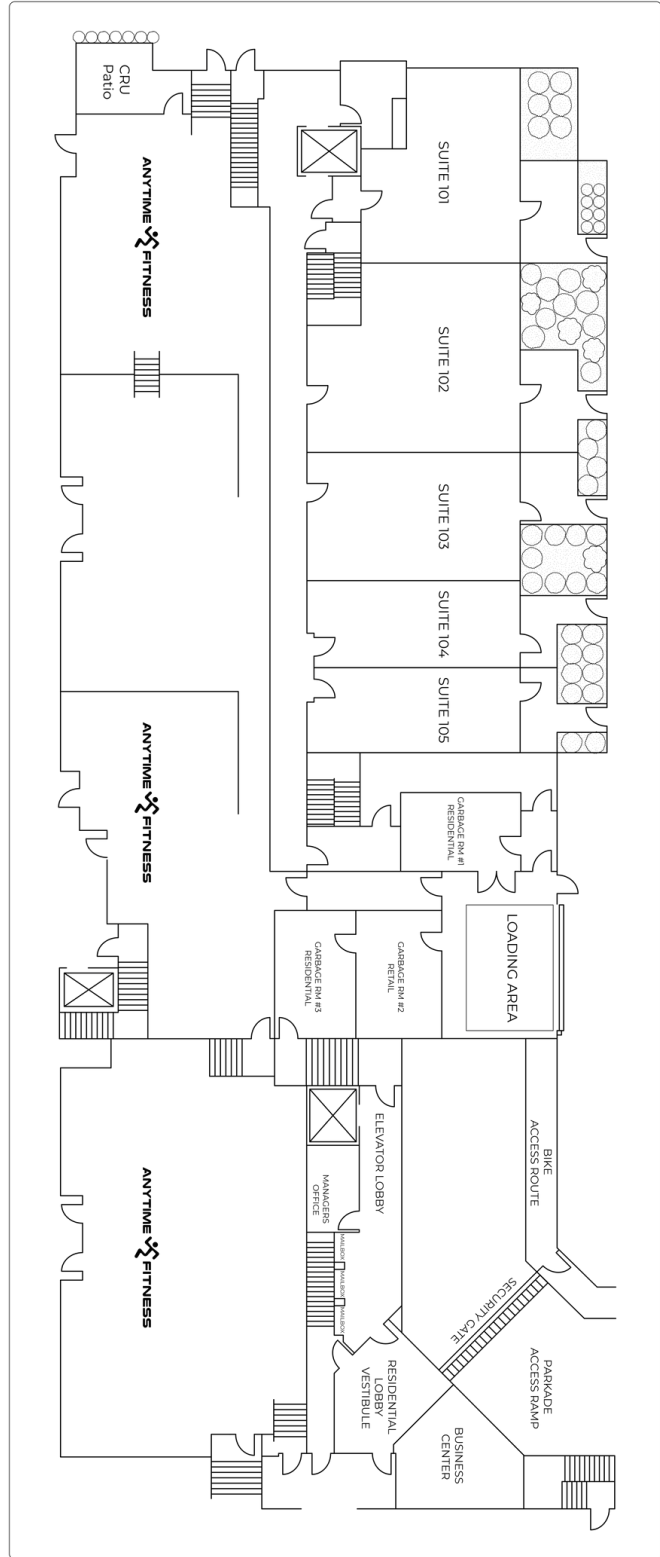 CRU
Patio
ANYTIME FITNESS
SUITE 101
SUITE 102
SUITE 103
SUITE 104
SUITE 105
ANYTIME FITNESS
GARBAGE RM #1
RESIDENTIAL
LOADING AREA
GARBAGE RM #2
RETAIL
GARBAGE RM #3
RESIDENTIAL
BIKE
ACCESS ROUTE
ELEVATOR LOBBY
MANAGERS
OFFICE
MAILBOX
MAILBOX
MAILBOX
ANYTIME FITNESS
SECURITY GATE
PARKADE
ACCESS RAMP
RESIDENTIAL
LOBBY
VESTIBULE
BUSINESS
CENTER